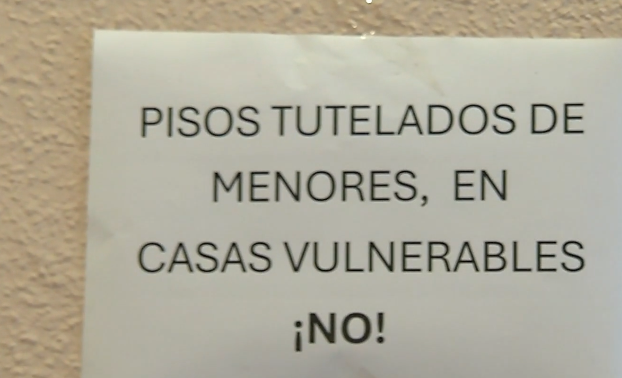 PISOS TUTELADOS DE
MENORES, EN
CASAS VULNERABLES
¡NO!